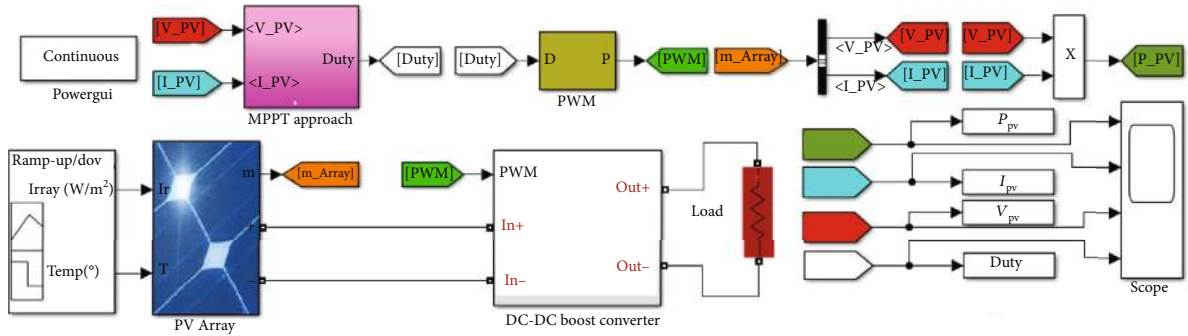 Continuous
Powergui
[V_PV]
[I_PV]
<V_PV>
<I_PV>
Duty
MPPT approach
[Duty]
[Duty]
D
P
PWM
[PWM]
[m_Array]
<V_PV>
<I_PV>
[V_PV]
[I_PV]
[V_PV]
[I_PV]
X
[P_PV]
Ramp-up/dov
Irray (W/m²)
Temp(°)
Ir
T
m
+
−
PV Array
[m_Array]
[PWM]
PWM
In+
In−
Out+
Out−
DC-DC boost converter
Load
Ppv
Ipv
Vpv
Duty
Scope